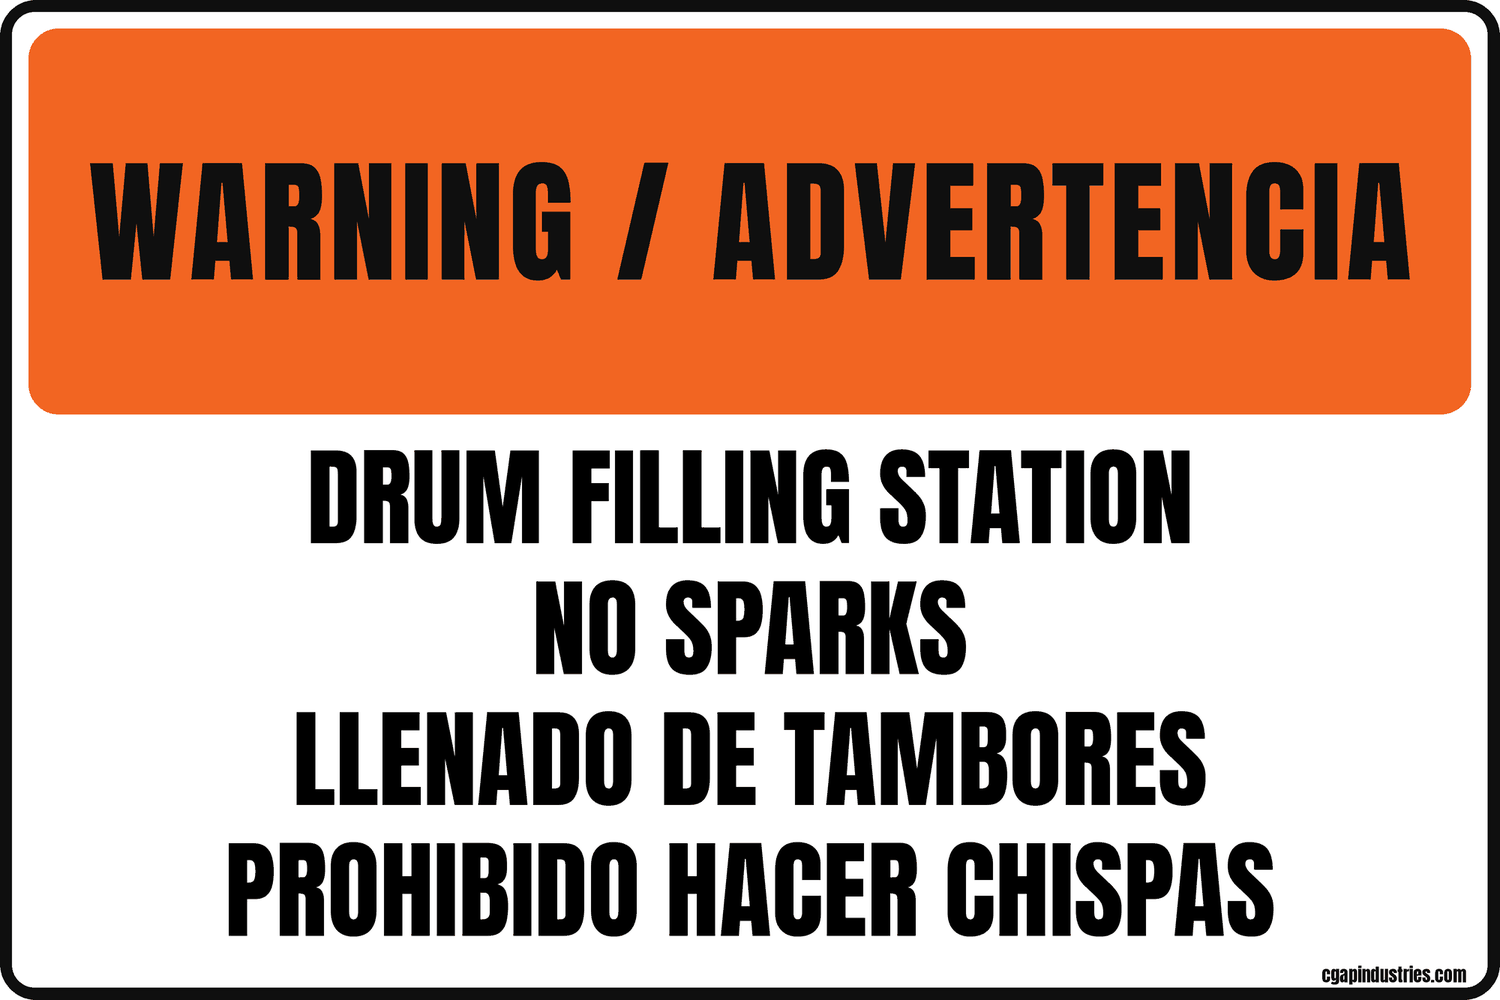 WARNING / ADVERTENCIA
DRUM FILLING STATION
NO SPARKS
LLENADO DE TAMBORES
PROHIBIDO HACER CHISPAS
cgapindustries.com